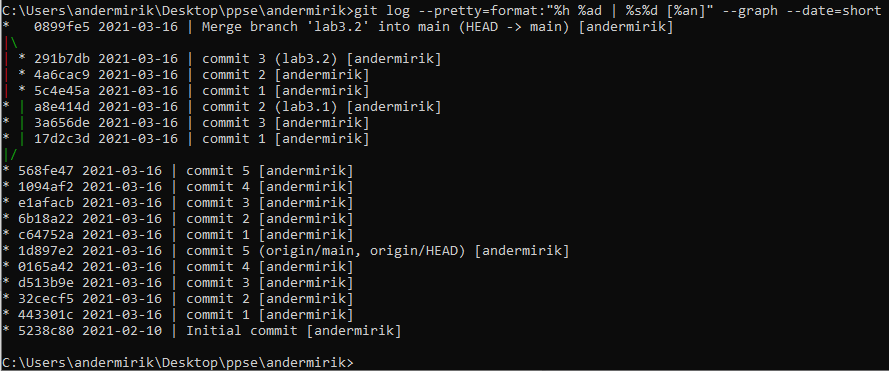 C:\Users\andermirik\Desktop\ppse\andermirik>git log --pretty=format:"%h %ad | %s%d [%an]" --graph --date=short
*   0899fe5 2021-03-16 | Merge branch 'lab3.2' into main (HEAD -> main) [andermirik]
|\
| * 291b7db 2021-03-16 | commit 3 (lab3.2) [andermirik]
| * 4a6cac9 2021-03-16 | commit 2 [andermirik]
| * 5c4e45a 2021-03-16 | commit 1 [andermirik]
* | a8e414d 2021-03-16 | commit 2 (lab3.1) [andermirik]
* | 3a656de 2021-03-16 | commit 3 [andermirik]
* | 17d2c3d 2021-03-16 | commit 1 [andermirik]
|/
* 568fe47 2021-03-16 | commit 5 [andermirik]
* 1094af2 2021-03-16 | commit 4 [andermirik]
* e1afacb 2021-03-16 | commit 3 [andermirik]
* 6b18a22 2021-03-16 | commit 2 [andermirik]
* c64752a 2021-03-16 | commit 1 [andermirik]
* 1d897e2 2021-03-16 | commit 5 (origin/main, origin/HEAD) [andermirik]
* 0165a42 2021-03-16 | commit 4 [andermirik]
* d513b9e 2021-03-16 | commit 3 [andermirik]
* 32cecf5 2021-03-16 | commit 2 [andermirik]
* 443301c 2021-03-16 | commit 1 [andermirik]
* 5238c80 2021-02-10 | Initial commit [andermirik]
C:\Users\andermirik\Desktop\ppse\andermirik>